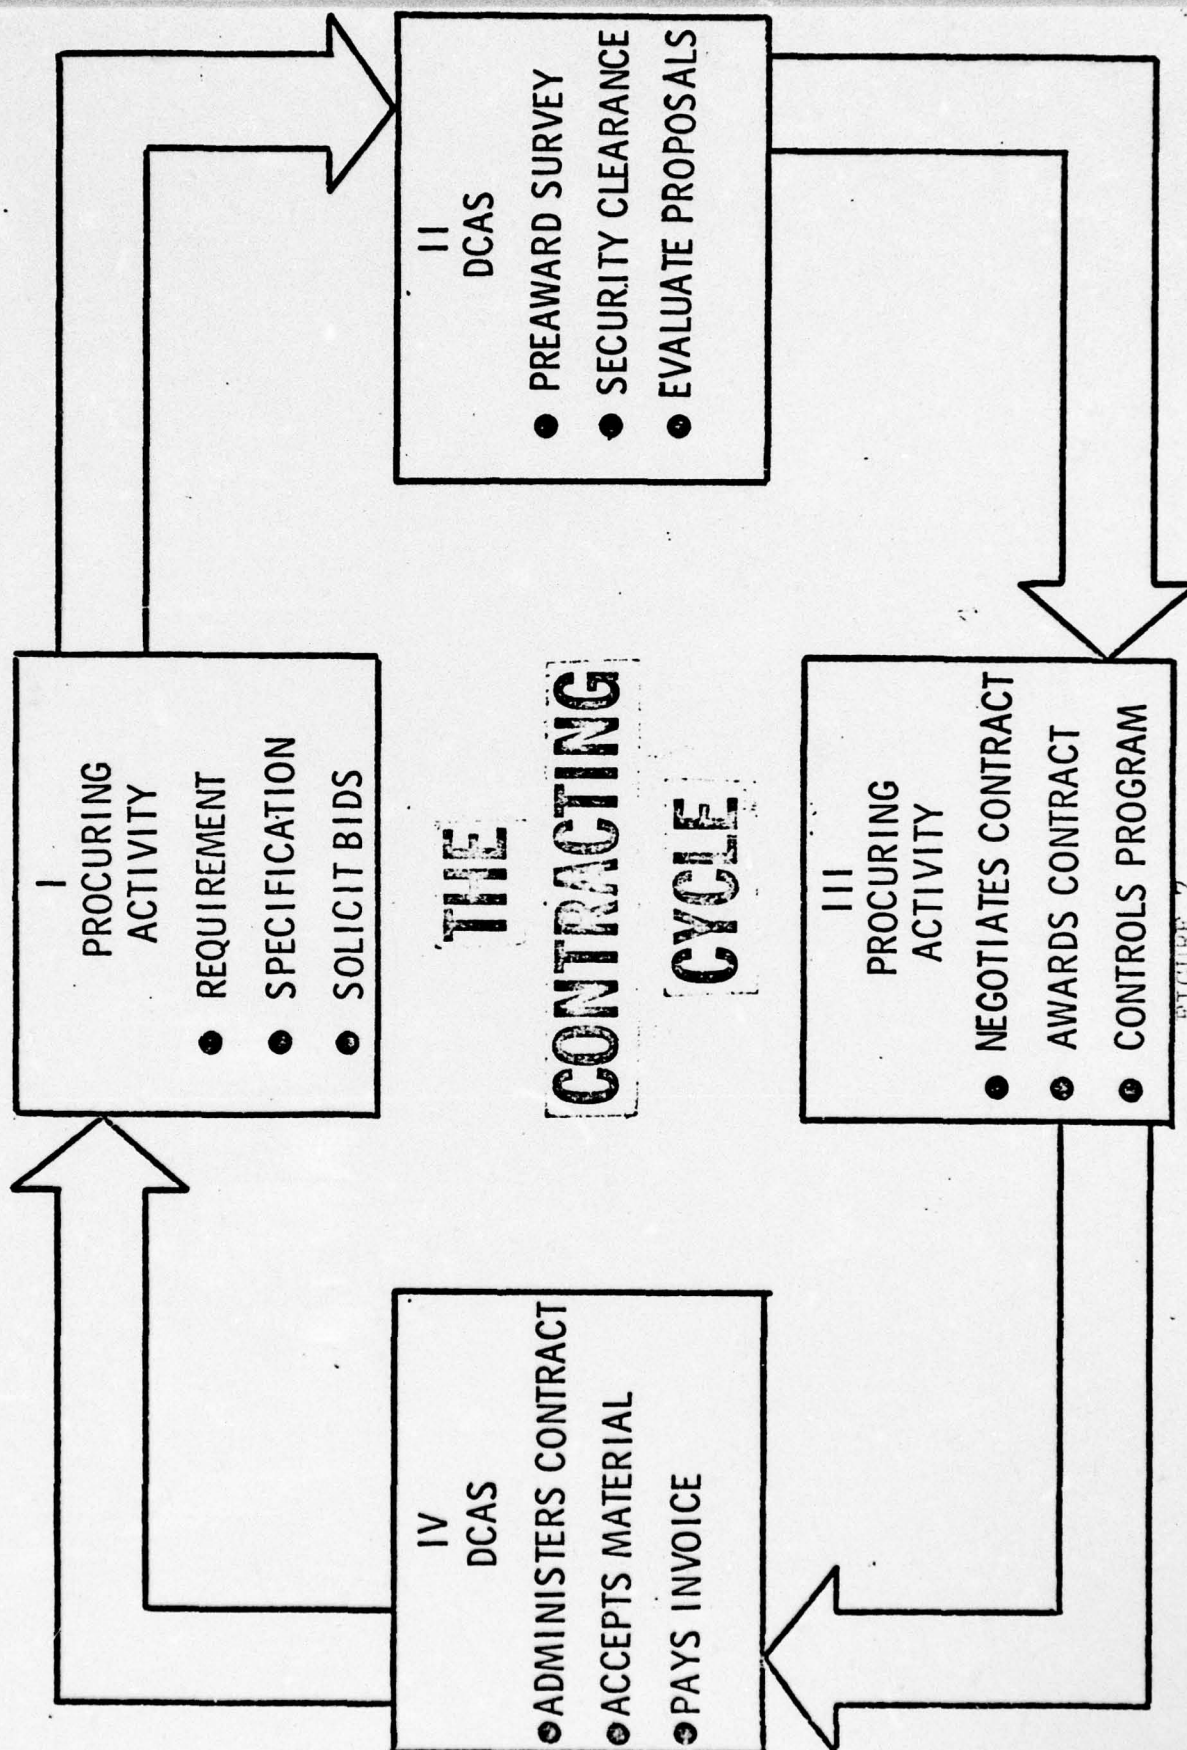 I
PROCURING
ACTIVITY
● REQUIREMENT
● SPECIFICATION
● SOLICIT BIDS
II
DCAS
● PREAWARD SURVEY
● SECURITY CLEARANCE
● EVALUATE PROPOSALS
THE
CONTRACTING
CYCLE
III
PROCURING
ACTIVITY
● NEGOTIATES CONTRACT
● AWARDS CONTRACT
● CONTROLS PROGRAM
IV
DCAS
● ADMINISTERS CONTRACT
● ACCEPTS MATERIAL
● PAYS INVOICE
FIGURE